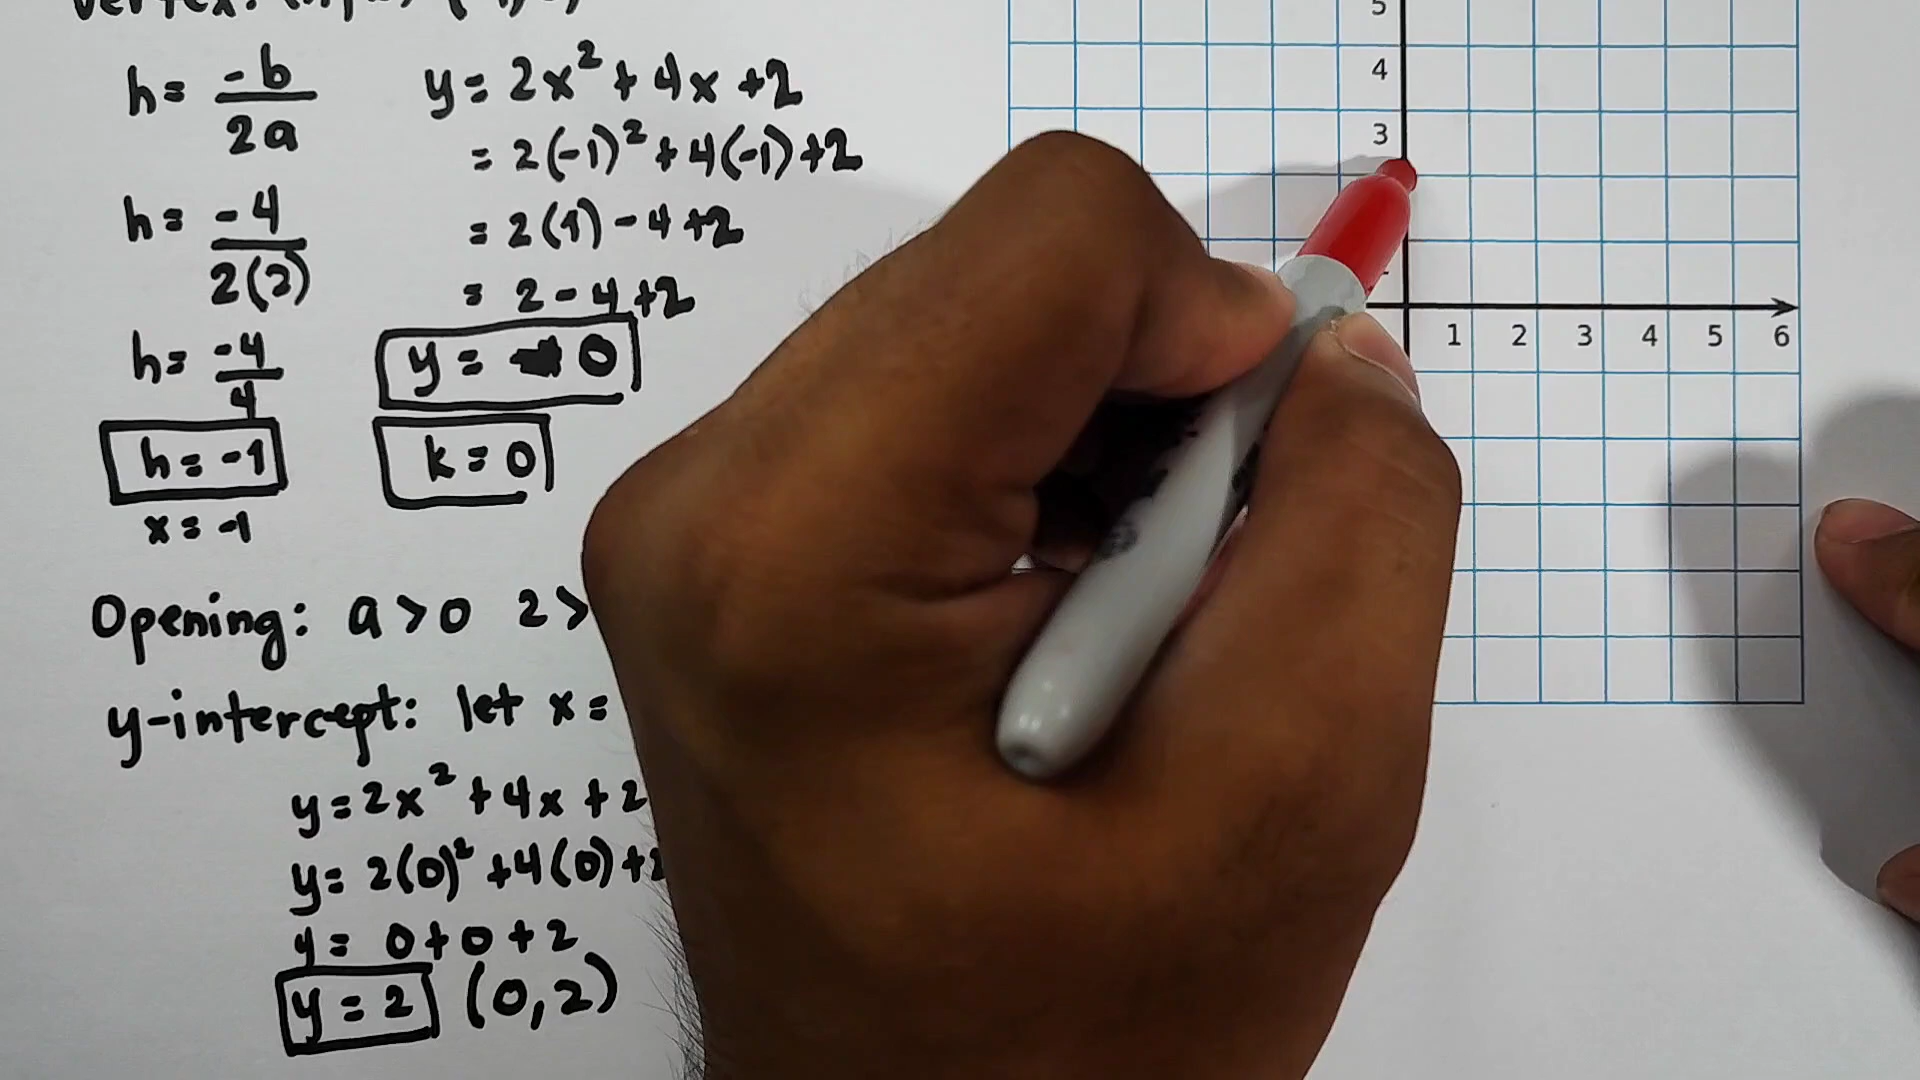 vertex:
h = -b/2a
y = 2x² + 4x + 2
= 2(-1)² + 4(-1) + 2
h = -4/2(2)
= 2(1) - 4 + 2
= 2 - 4 + 2
h = -4/4
y = 0
h = -1
k = 0
x = -1
Opening: a > 0 2 >
y-intercept: let x =
y = 2x² + 4x + 2
y = 2(0)² + 4(0) + 2
y = 0 + 0 + 2
y = 2 (0, 2)
5
4
3
1 2 3 4 5 6